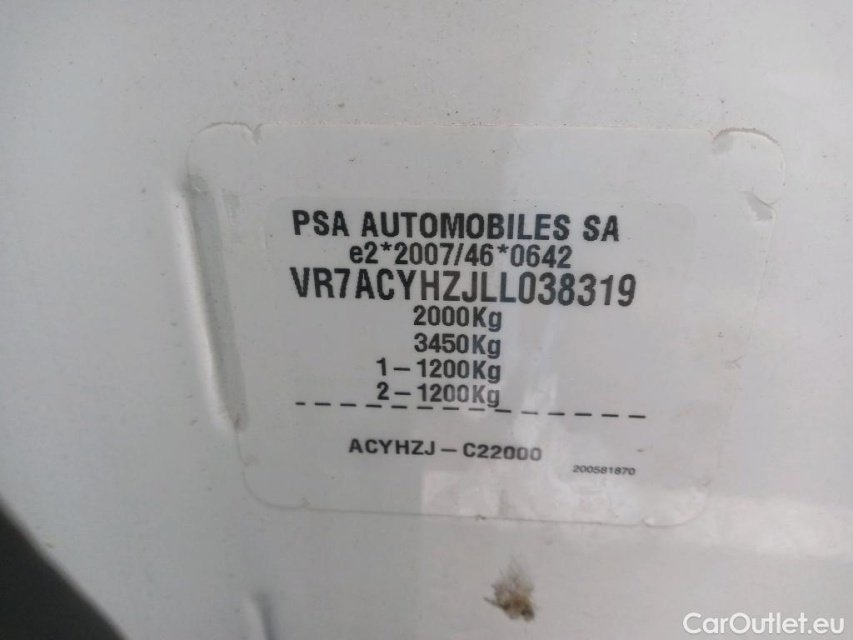 PSA AUTOMOBILES SA
e2*2007/46*0642
VR7ACYHZJLL038319
2000Kg
3450Kg
1-1200Kg
2-1200Kg
ACYHZJ-C22000
200581870
CarOutlet.eu